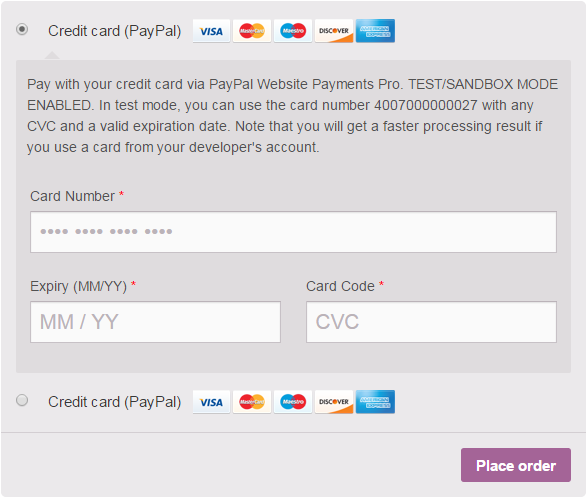 Credit card (PayPal) VISA MasterCard Maestro DISCOVER AMERICAN EXPRESS
Pay with your credit card via PayPal Website Payments Pro. TEST/SANDBOX MODE
ENABLED. In test mode, you can use the card number 4007000000027 with any
CVC and a valid expiration date. Note that you will get a faster processing result if
you use a card from your developer's account.
Card Number *
•••• •••• •••• ••••
Expiry (MM/YY) * Card Code *
MM / YY CVC
Credit card (PayPal) VISA MasterCard Maestro DISCOVER AMERICAN EXPRESS
Place order